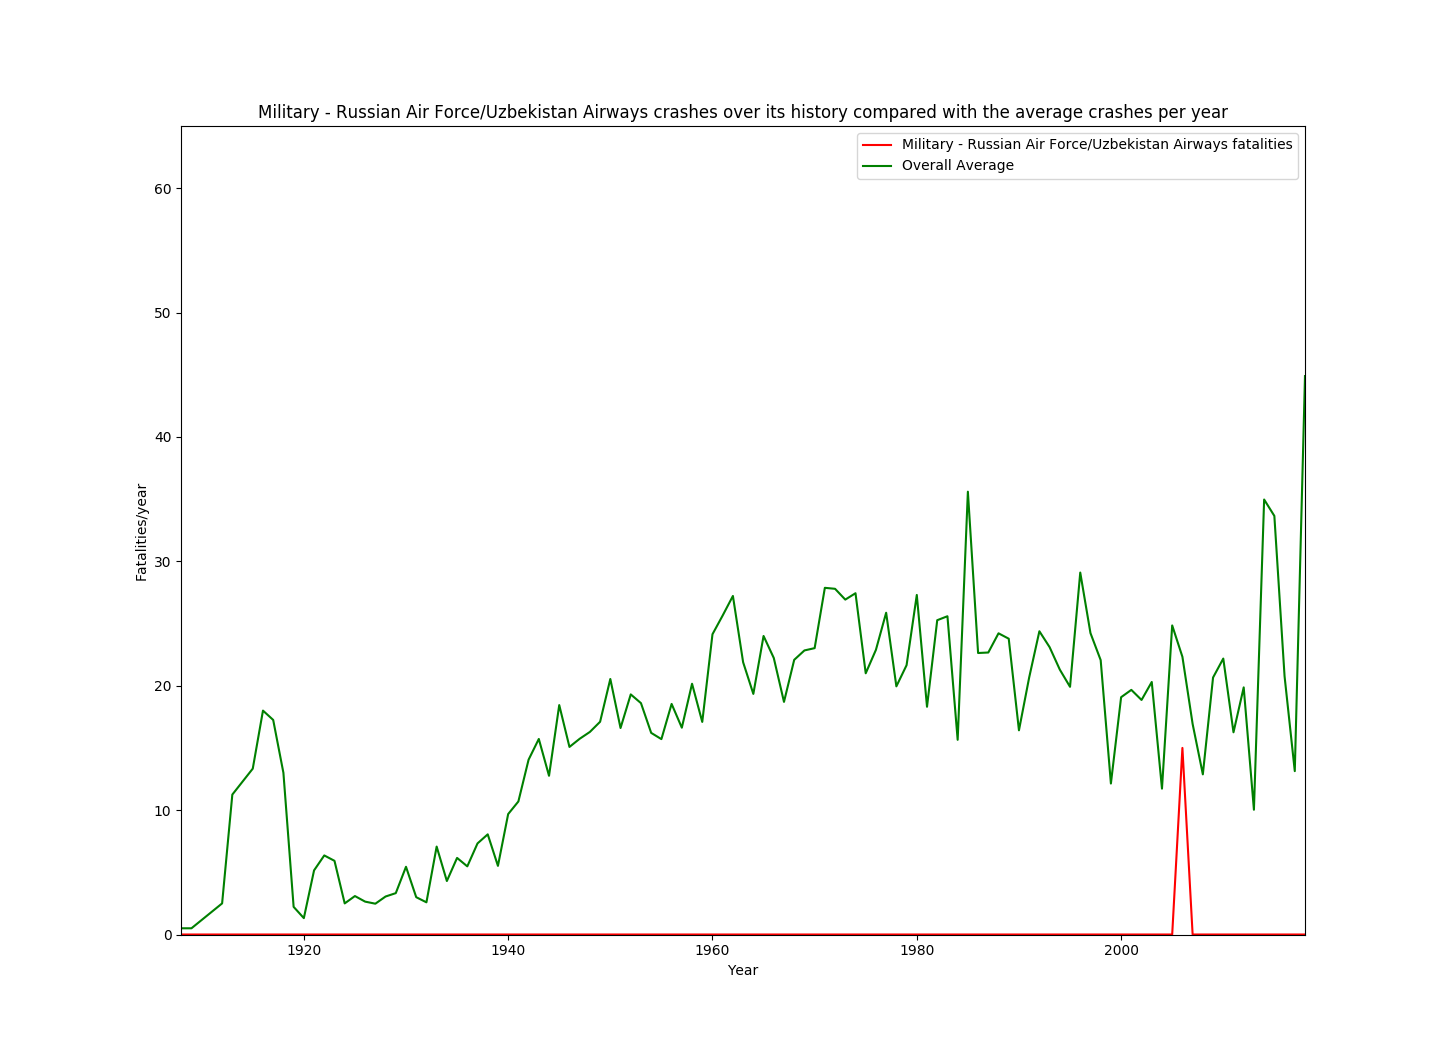 Military - Russian Air Force/Uzbekistan Airways crashes over its history compared with the average crashes per year
Military - Russian Air Force/Uzbekistan Airways fatalities
Overall Average
60
50
40
30
20
10
0
Fatalities/year
1920 1940 1960 1980 2000
Year